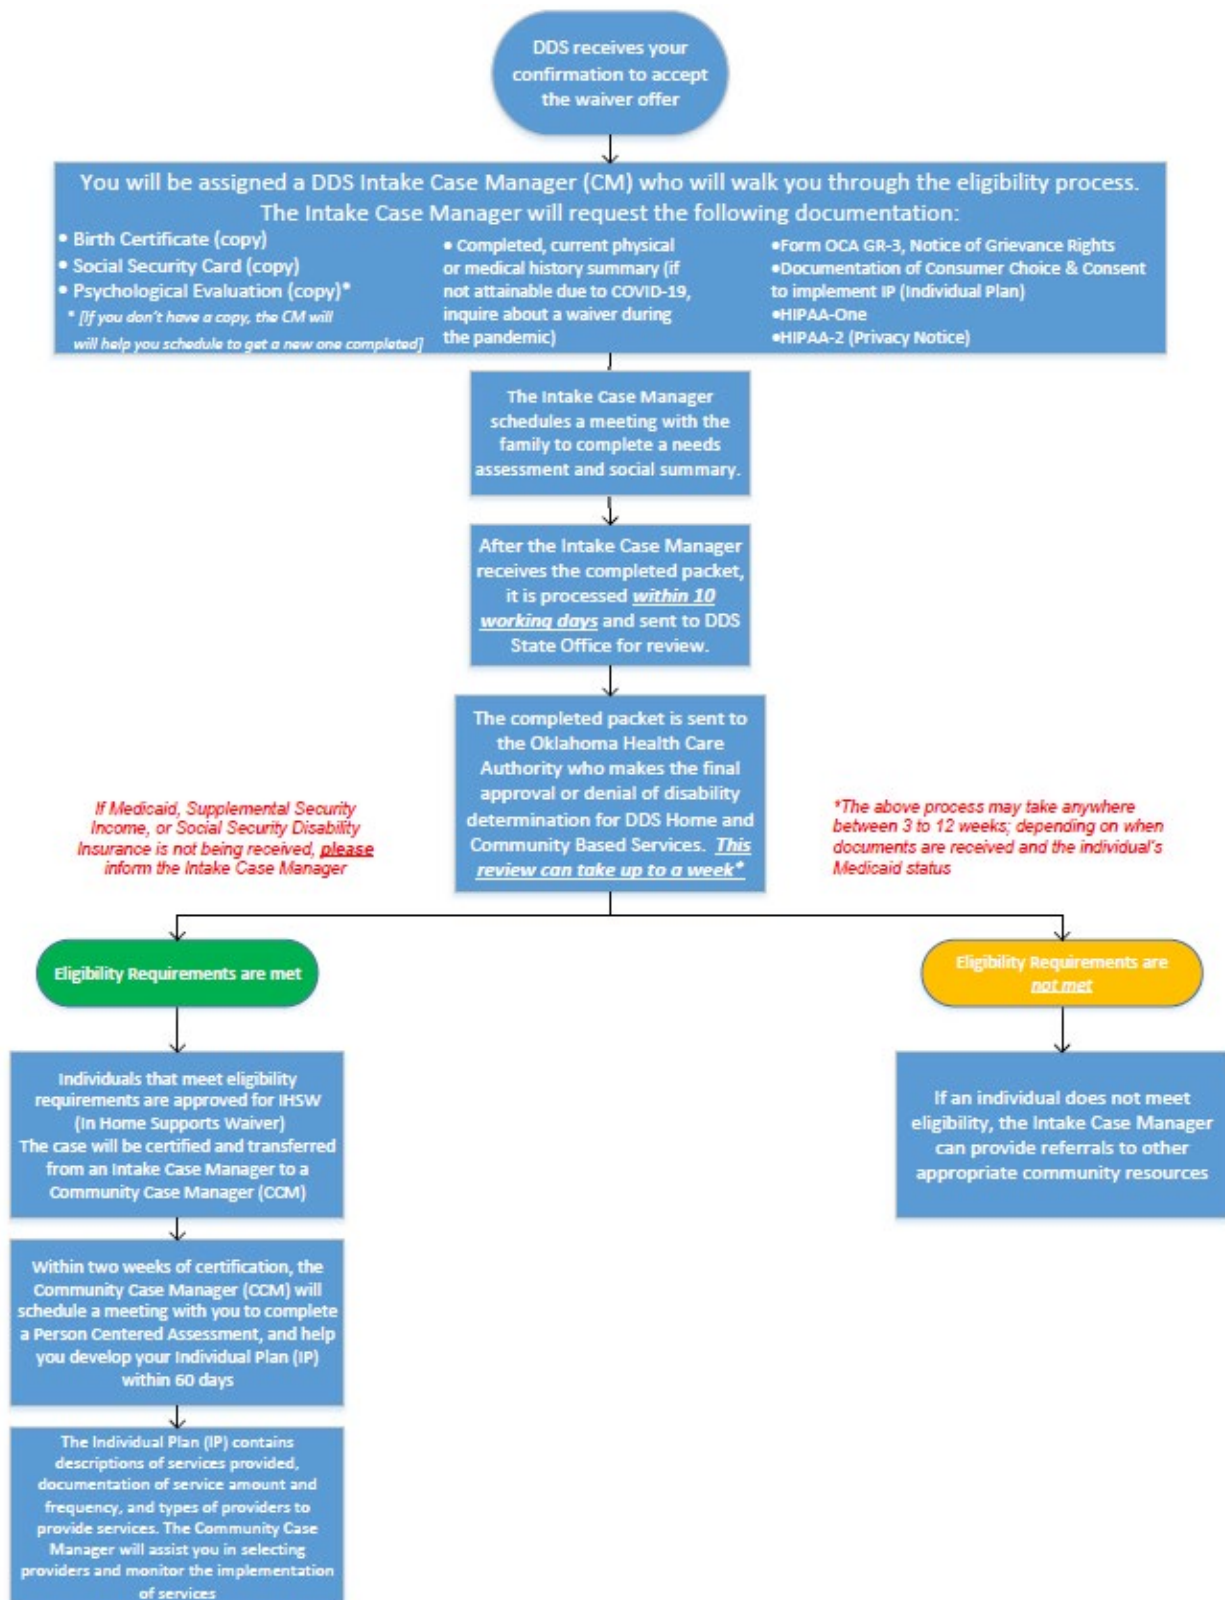 DDS receives your
confirmation to accept
the waiver offer
You will be assigned a DDS Intake Case Manager (CM) who will walk you through the eligibility process.
The Intake Case Manager will request the following documentation:
• Birth Certificate (copy)
• Social Security Card (copy)
• Psychological Evaluation (copy)*
* [If you don't have a copy, the CM will
will help you schedule to get a new one completed]
• Completed, current physical
or medical history summary (if
not attainable due to COVID-19,
inquire about a waiver during
the pandemic)
•Form OCA GR-3, Notice of Grievance Rights
•Documentation of Consumer Choice & Consent
to implement IP (Individual Plan)
•HIPAA-One
•HIPAA-2 (Privacy Notice)
The Intake Case Manager
schedules a meeting with the
family to complete a needs
assessment and social summary.
After the Intake Case Manager
receives the completed packet,
it is processed within 10
working days and sent to DDS
State Office for review.
The completed packet is sent to
the Oklahoma Health Care
Authority who makes the final
approval or denial of disability
determination for DDS Home and
Community Based Services. This
review can take up to a week*
If Medicaid, Supplemental Security
Income, or Social Security Disability
Insurance is not being received, please
inform the Intake Case Manager
*The above process may take anywhere
between 3 to 12 weeks; depending on when
documents are received and the individual's
Medicaid status
Eligibility Requirements are met
Eligibility Requirements are
not met
Individuals that meet eligibility
requirements are approved for IHSW
(In Home Supports Waiver)
The case will be certified and transferred
from an Intake Case Manager to a
Community Case Manager (CCM)
If an individual does not meet
eligibility, the Intake Case Manager
can provide referrals to other
appropriate community resources
Within two weeks of certification, the
Community Case Manager (CCM) will
schedule a meeting with you to complete
a Person Centered Assessment, and help
you develop your Individual Plan (IP)
within 60 days
The Individual Plan (IP) contains
descriptions of services provided,
documentation of service amount and
frequency, and types of providers to
provide services. The Community Case
Manager will assist you in selecting
providers and monitor the implementation
of services